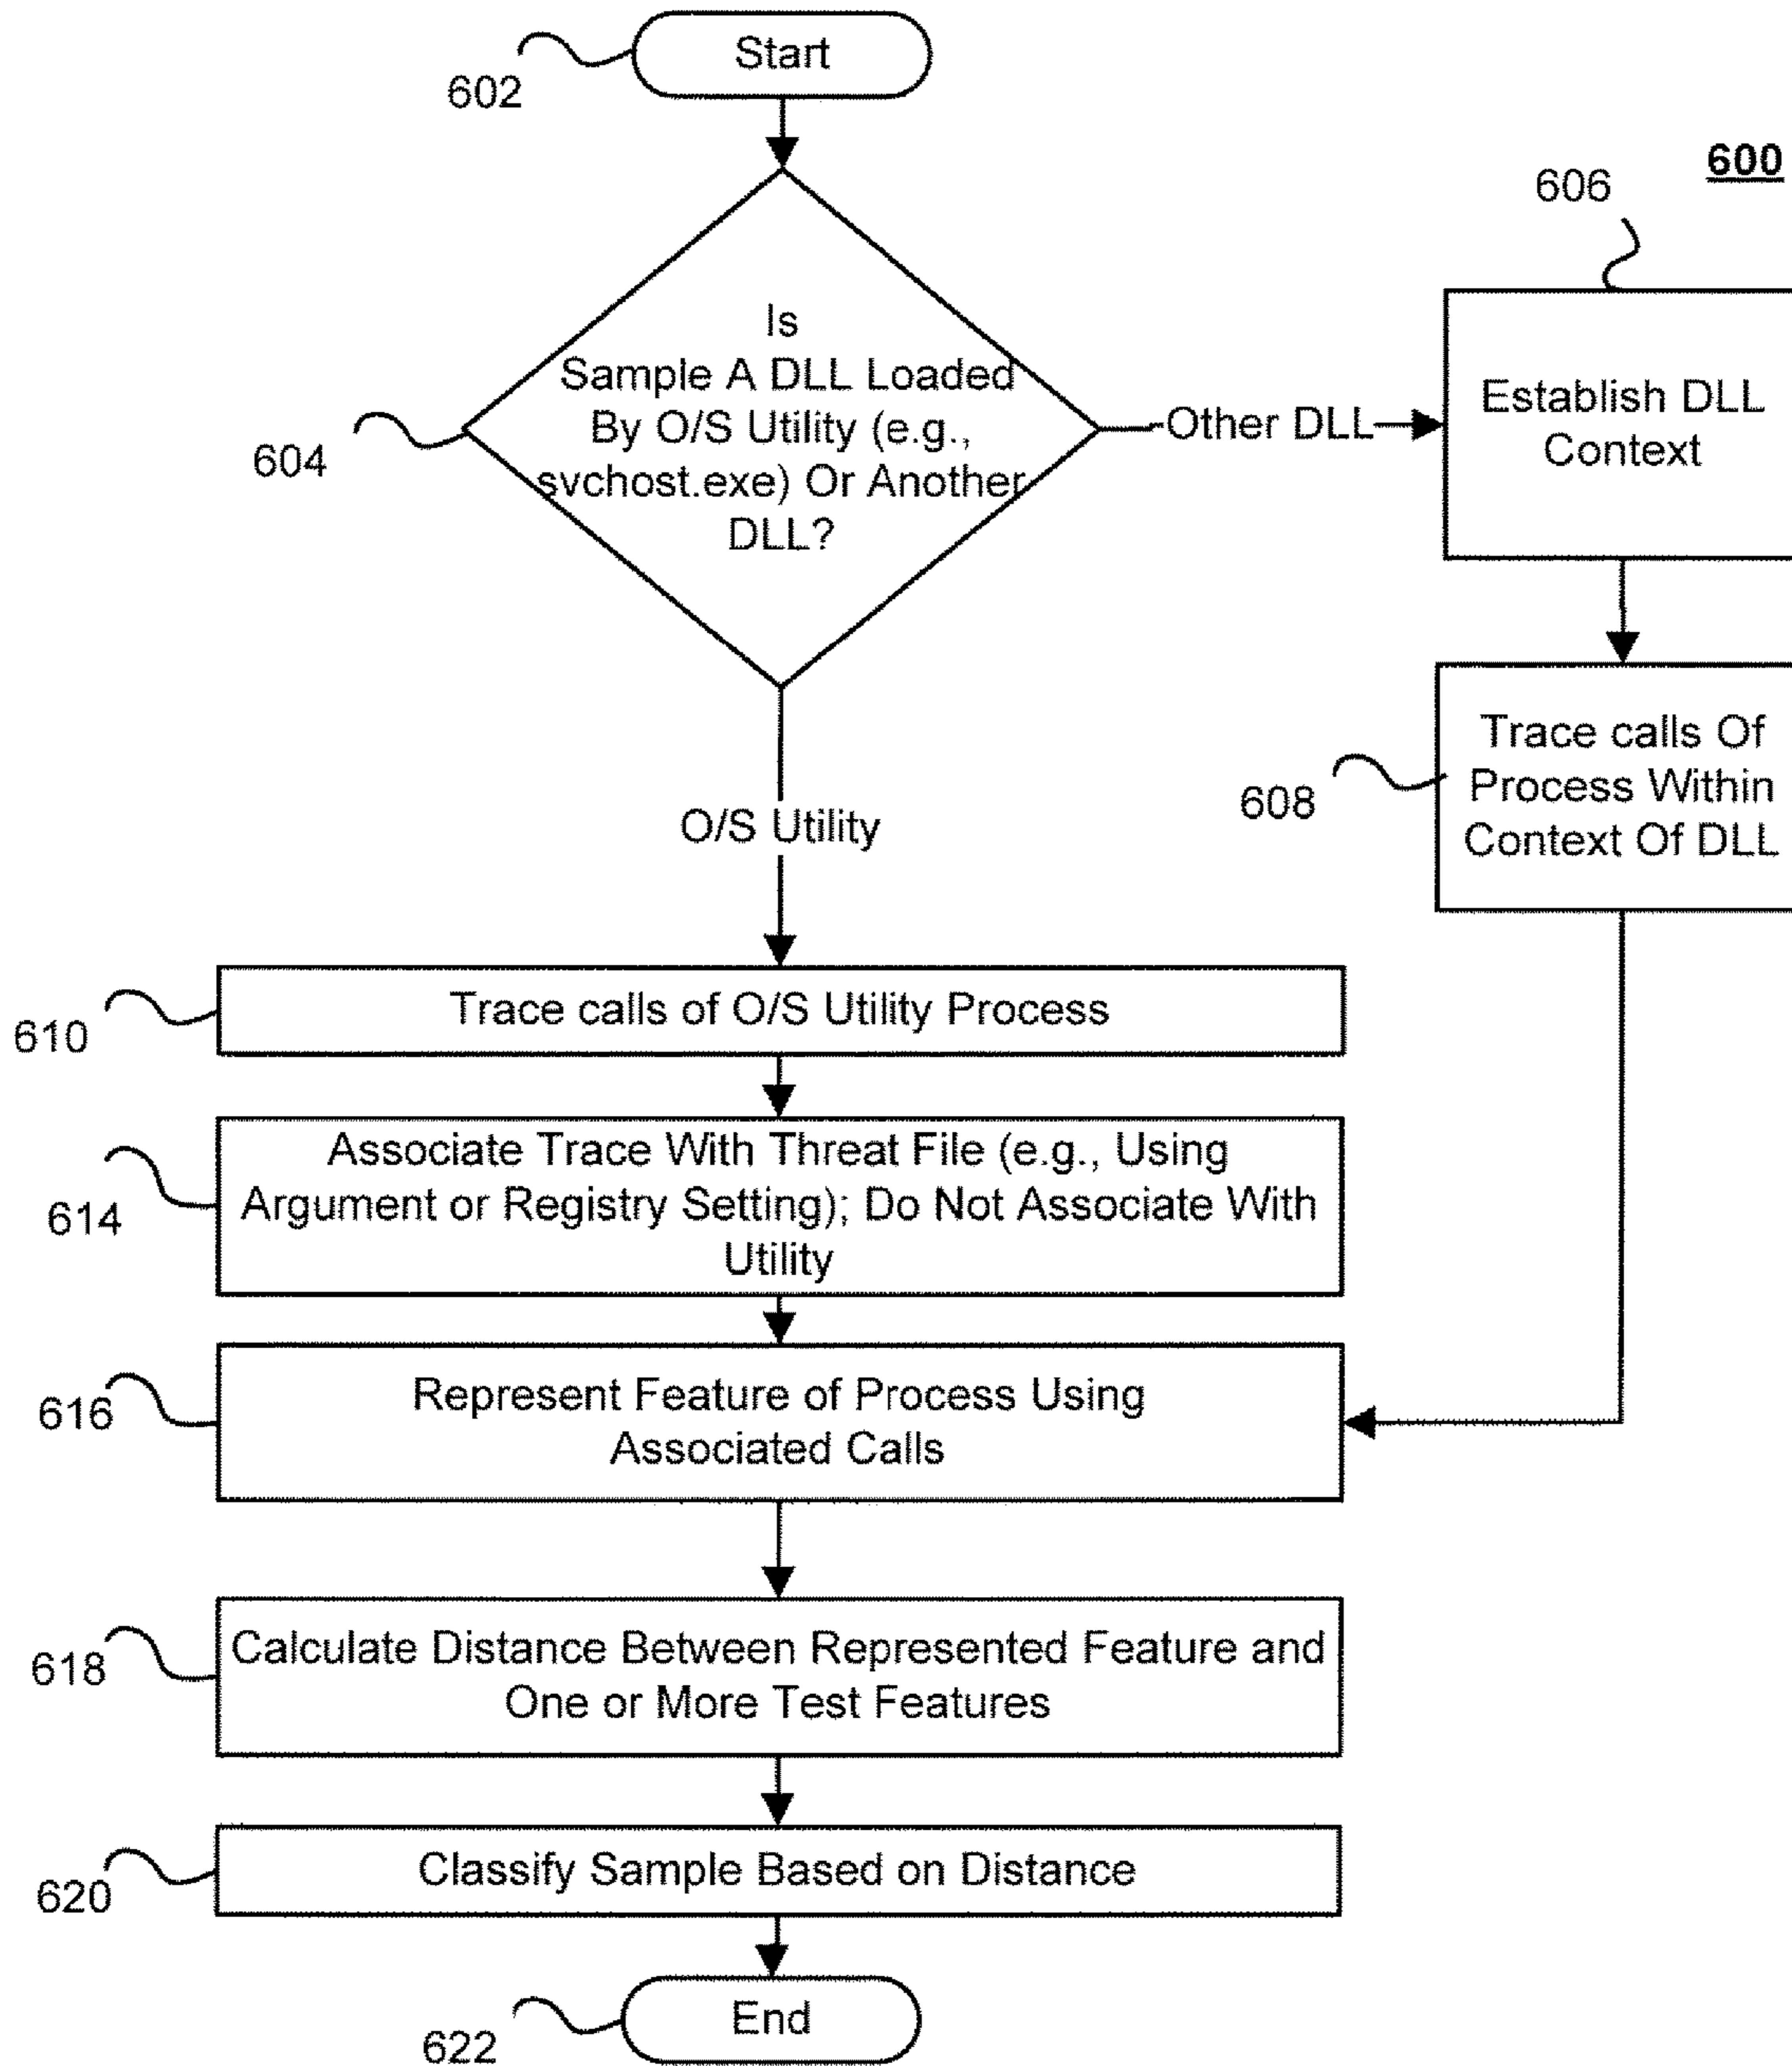 Start
602
600
606
Is
Sample A DLL Loaded
By O/S Utility (e.g.,
svchost.exe) Or Another
DLL?
604
Other DLL
Establish DLL
Context
Trace calls Of
Process Within
Context Of DLL
608
O/S Utility
Trace calls of O/S Utility Process
610
Associate Trace With Threat File (e.g., Using
Argument or Registry Setting); Do Not Associate With
Utility
614
Represent Feature of Process Using
Associated Calls
616
Calculate Distance Between Represented Feature and
One or More Test Features
618
Classify Sample Based on Distance
620
End
622